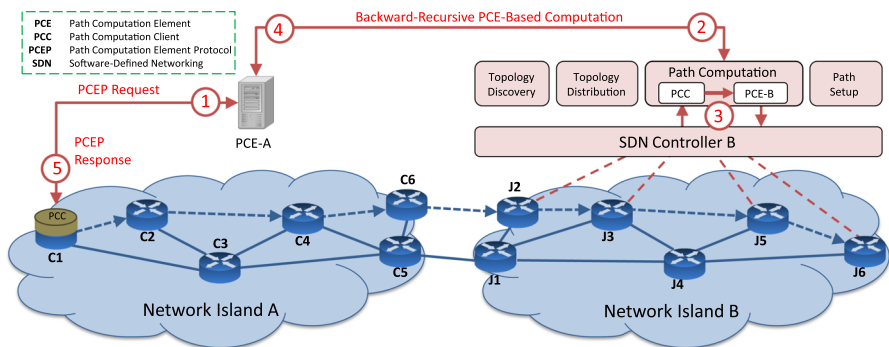 PCE Path Computation Element
PCC Path Computation Client
PCEP Path Computation Element Protocol
SDN Software-Defined Networking
4
Backward-Recursive PCE-Based Computation
2
PCEP Request
1
PCE-A
PCEP
Response
5
Topology
Discovery
Topology
Distribution
Path Computation
PCC
PCE-B
Path
Setup
3
SDN Controller B
PCC
C1
C2
C3
C4
C5
C6
Network Island A
J1
J2
J3
J4
J5
J6
Network Island B